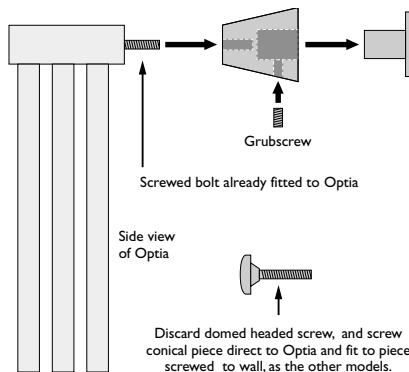 Grubscrew
Screwed bolt already fitted to Optia
Side view
of Optia
Discard domed headed screw, and screw
conical piece direct to Optia and fit to piece
screwed to wall, as the other models.